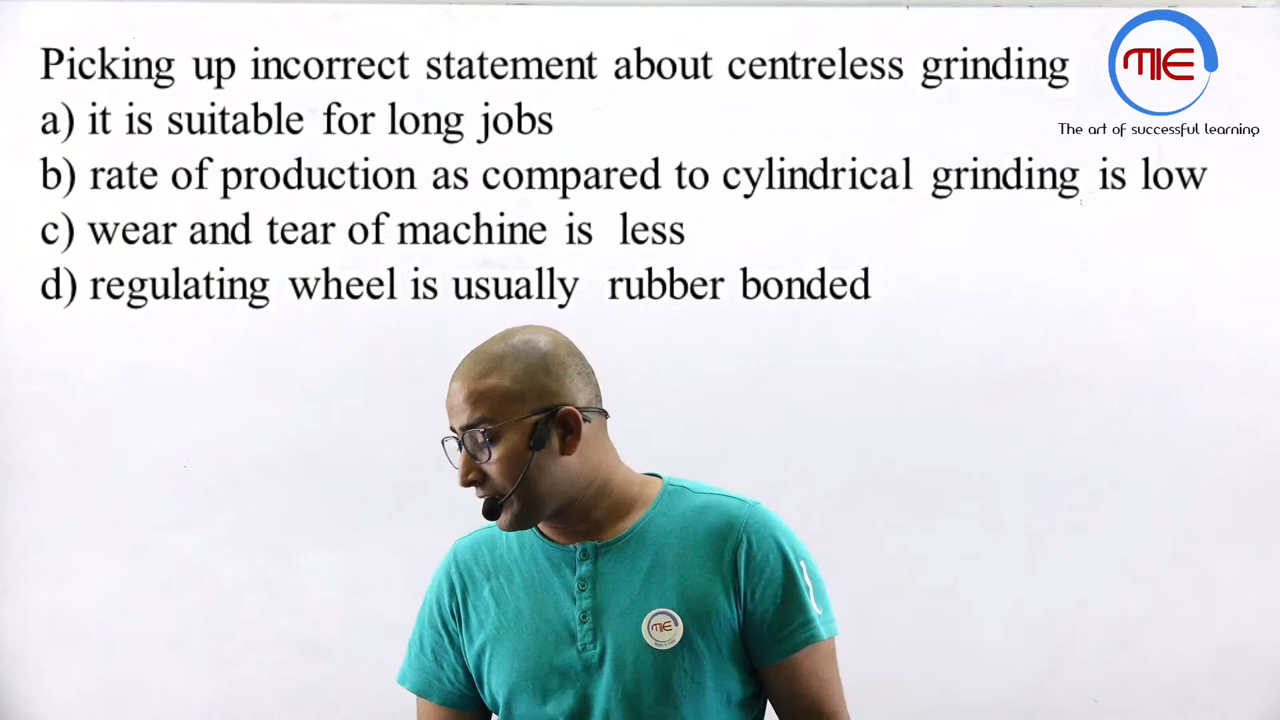 Picking up incorrect statement about centreless grinding
a) it is suitable for long jobs
b) rate of production as compared to cylindrical grinding is low
c) wear and tear of machine is less
d) regulating wheel is usually rubber bonded
MIE
The art of successful learning
MIE